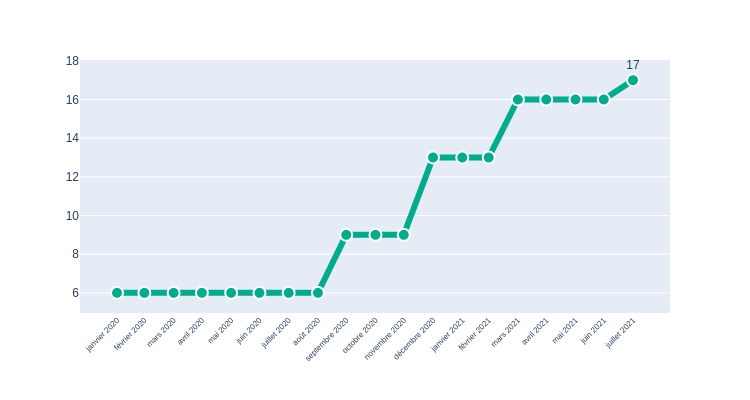 18
17
16
14
12
10
8
6
janvier 2020
février 2020
mars 2020
avril 2020
mai 2020
juin 2020
juillet 2020
août 2020
septembre 2020
octobre 2020
novembre 2020
décembre 2020
janvier 2021
février 2021
mars 2021
avril 2021
mai 2021
juin 2021
juillet 2021